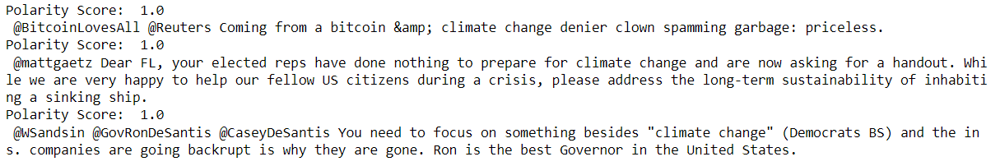 Polarity Score:  1.0
 @BitcoinLovesAll @Reuters Coming from a bitcoin &amp; climate change denier clown spamming garbage: priceless.
Polarity Score:  1.0
 @mattgaetz Dear FL, your elected reps have done nothing to prepare for climate change and are now asking for a handout. Whi
le we are very happy to help our fellow US citizens during a crisis, please address the long-term sustainability of inhabiti
ng a sinking ship.
Polarity Score:  1.0
 @WSandsin @GovRonDeSantis @CaseyDeSantis You need to focus on something besides "climate change" (Democrats BS) and the in
s. companies are going backrupt is why they are gone. Ron is the best Governor in the United States.